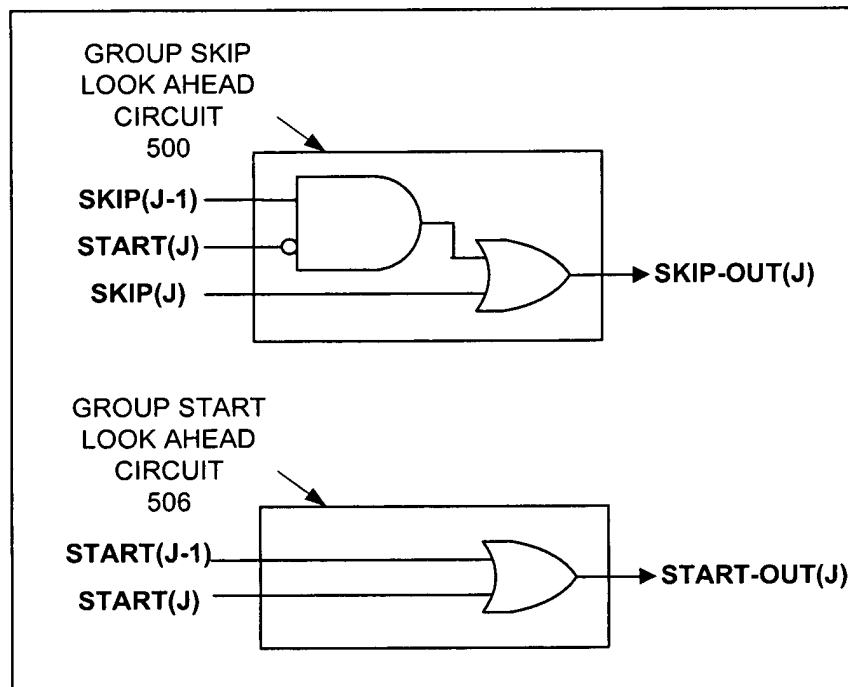 GROUP SKIP
LOOK AHEAD
CIRCUIT
500
SKIP(J-1)
START(J)
SKIP(J)
SKIP-OUT(J)
GROUP START
LOOK AHEAD
CIRCUIT
506
START(J-1)
START(J)
START-OUT(J)